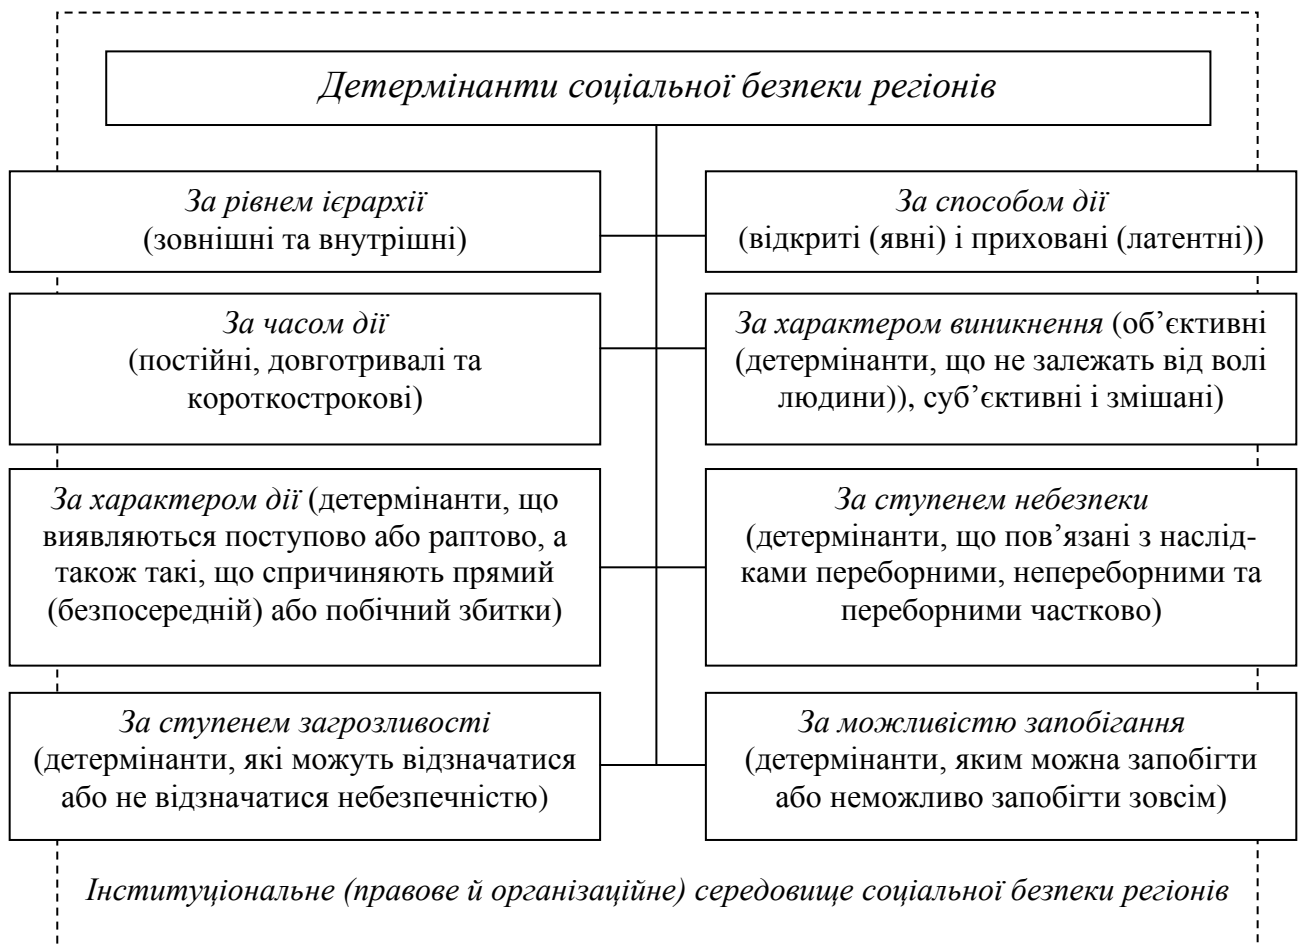 Детермінанти соціальної безпеки регіонів
За рівнем ієрархії
(зовнішні та внутрішні)
За способом дії
(відкриті (явні) і приховані (латентні))
За часом дії
(постійні, довготривалі та
короткострокові)
За характером виникнення (об’єктивні
(детермінанти, що не залежать від волі
людини)), суб’єктивні і змішані)
За характером дії (детермінанти, що
виявляються поступово або раптово, а
також такі, що спричиняють прямий
(безпосередній) або побічний збитки)
За ступенем небезпеки
(детермінанти, що пов’язані з наслід-
ками переборними, непереборними та
переборними частково)
За ступенем загрозливості
(детермінанти, які можуть відзначатися
або не відзначатися небезпечністю)
За можливістю запобігання
(детермінанти, яким можна запобігти
або неможливо запобігти зовсім)
Інституціональне (правове й організаційне) середовище соціальної безпеки регіонів